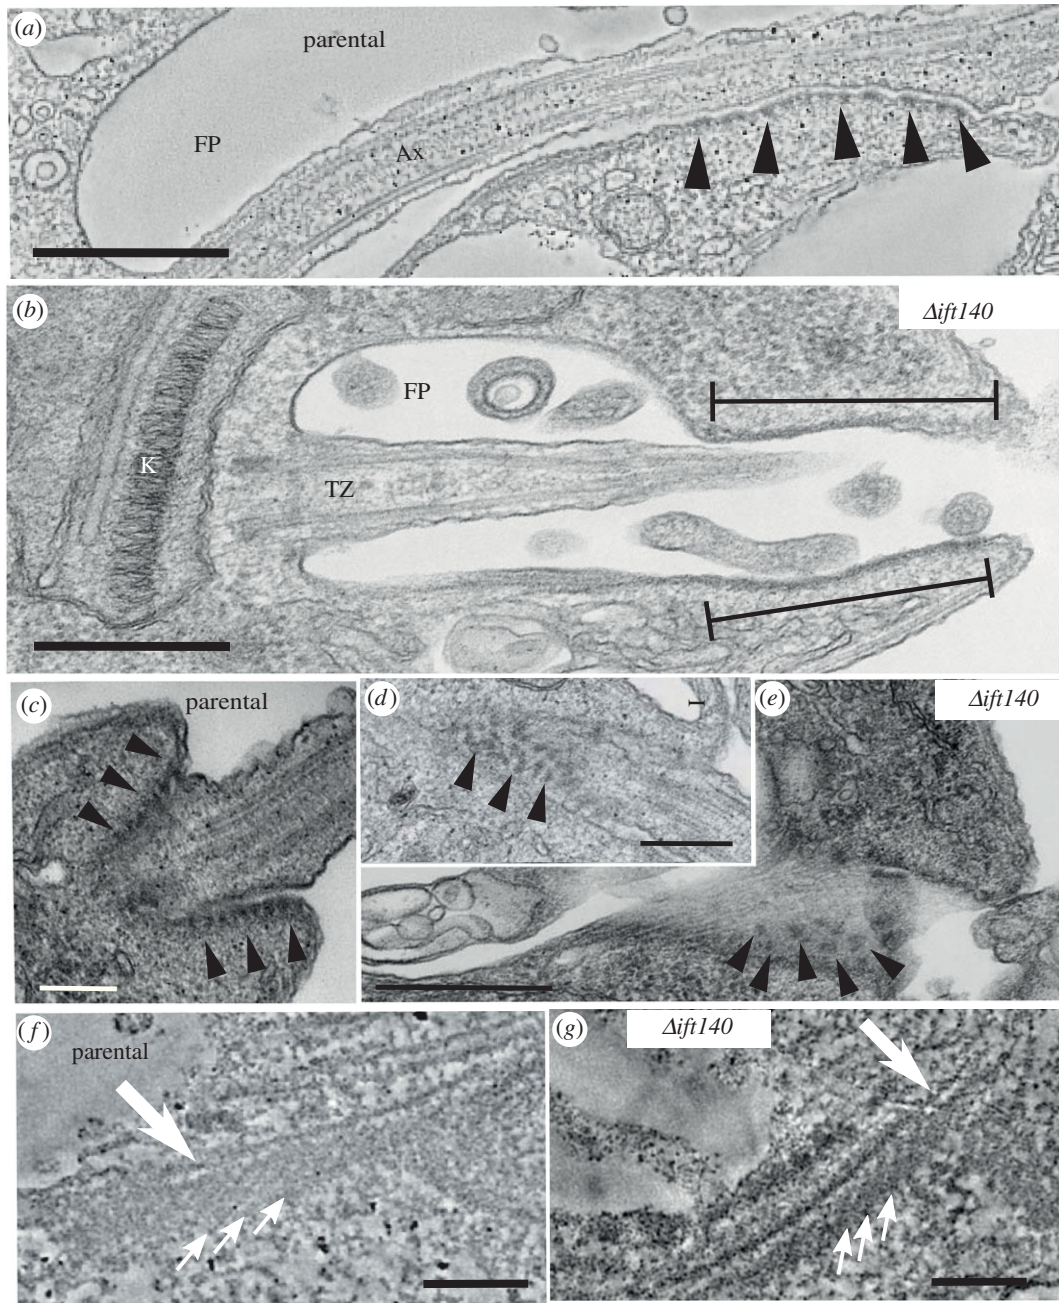 (a)
parental
FP
Ax
(b)
Δift140
FP
K
TZ
(c)
parental
(d)
(e)
Δift140
(f)
parental
(g)
Δift140